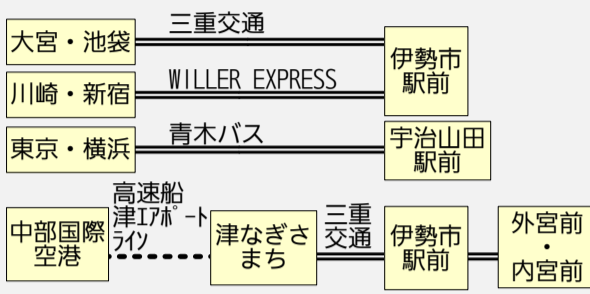 三重交通
大宮・池袋
伊勢市
駅前
WILLER EXPRESS
川崎・新宿
青木バス
東京・横浜
宇治山田
駅前
高速船
津エアポート
ライン
中部国際
空港
津なぎさ
まち
三重
交通
伊勢市
駅前
外宮前
・
内宮前